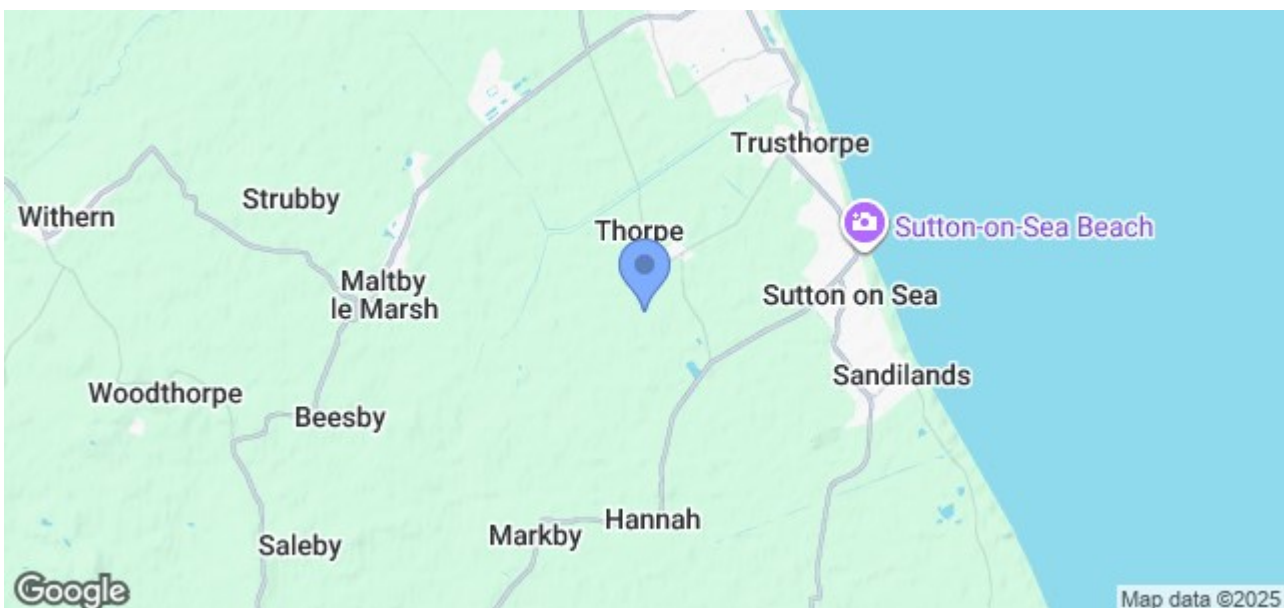 Trusthorpe
Strubby
Withern
Thorpe
Sutton-on-Sea Beach
Maltby
le Marsh
Sutton on Sea
Sandilands
Woodthorpe
Beesby
Hannah
Markby
Saleby
Google
Map data ©2025